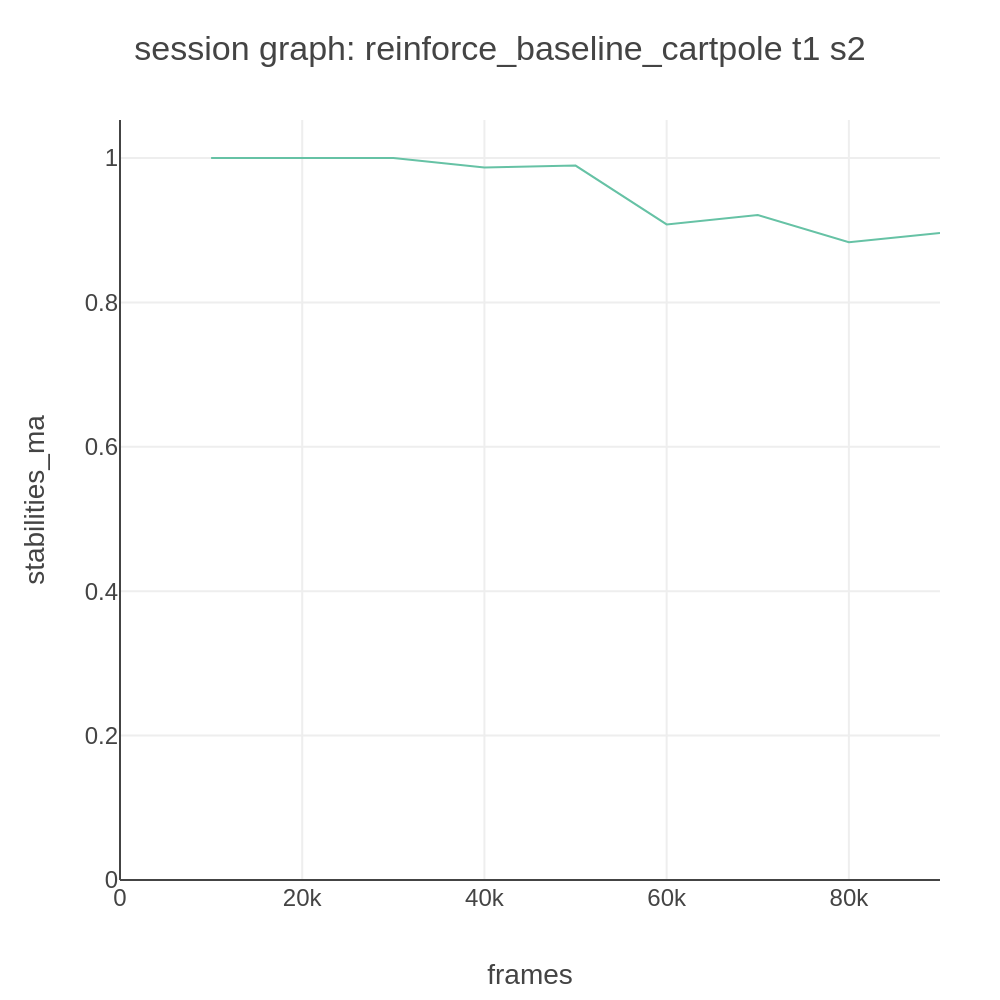 session graph: reinforce_baseline_cartpole t1 s2
stabilities_ma
1
0.8
0.6
0.4
0.2
0
0 20k 40k 60k 80k
frames